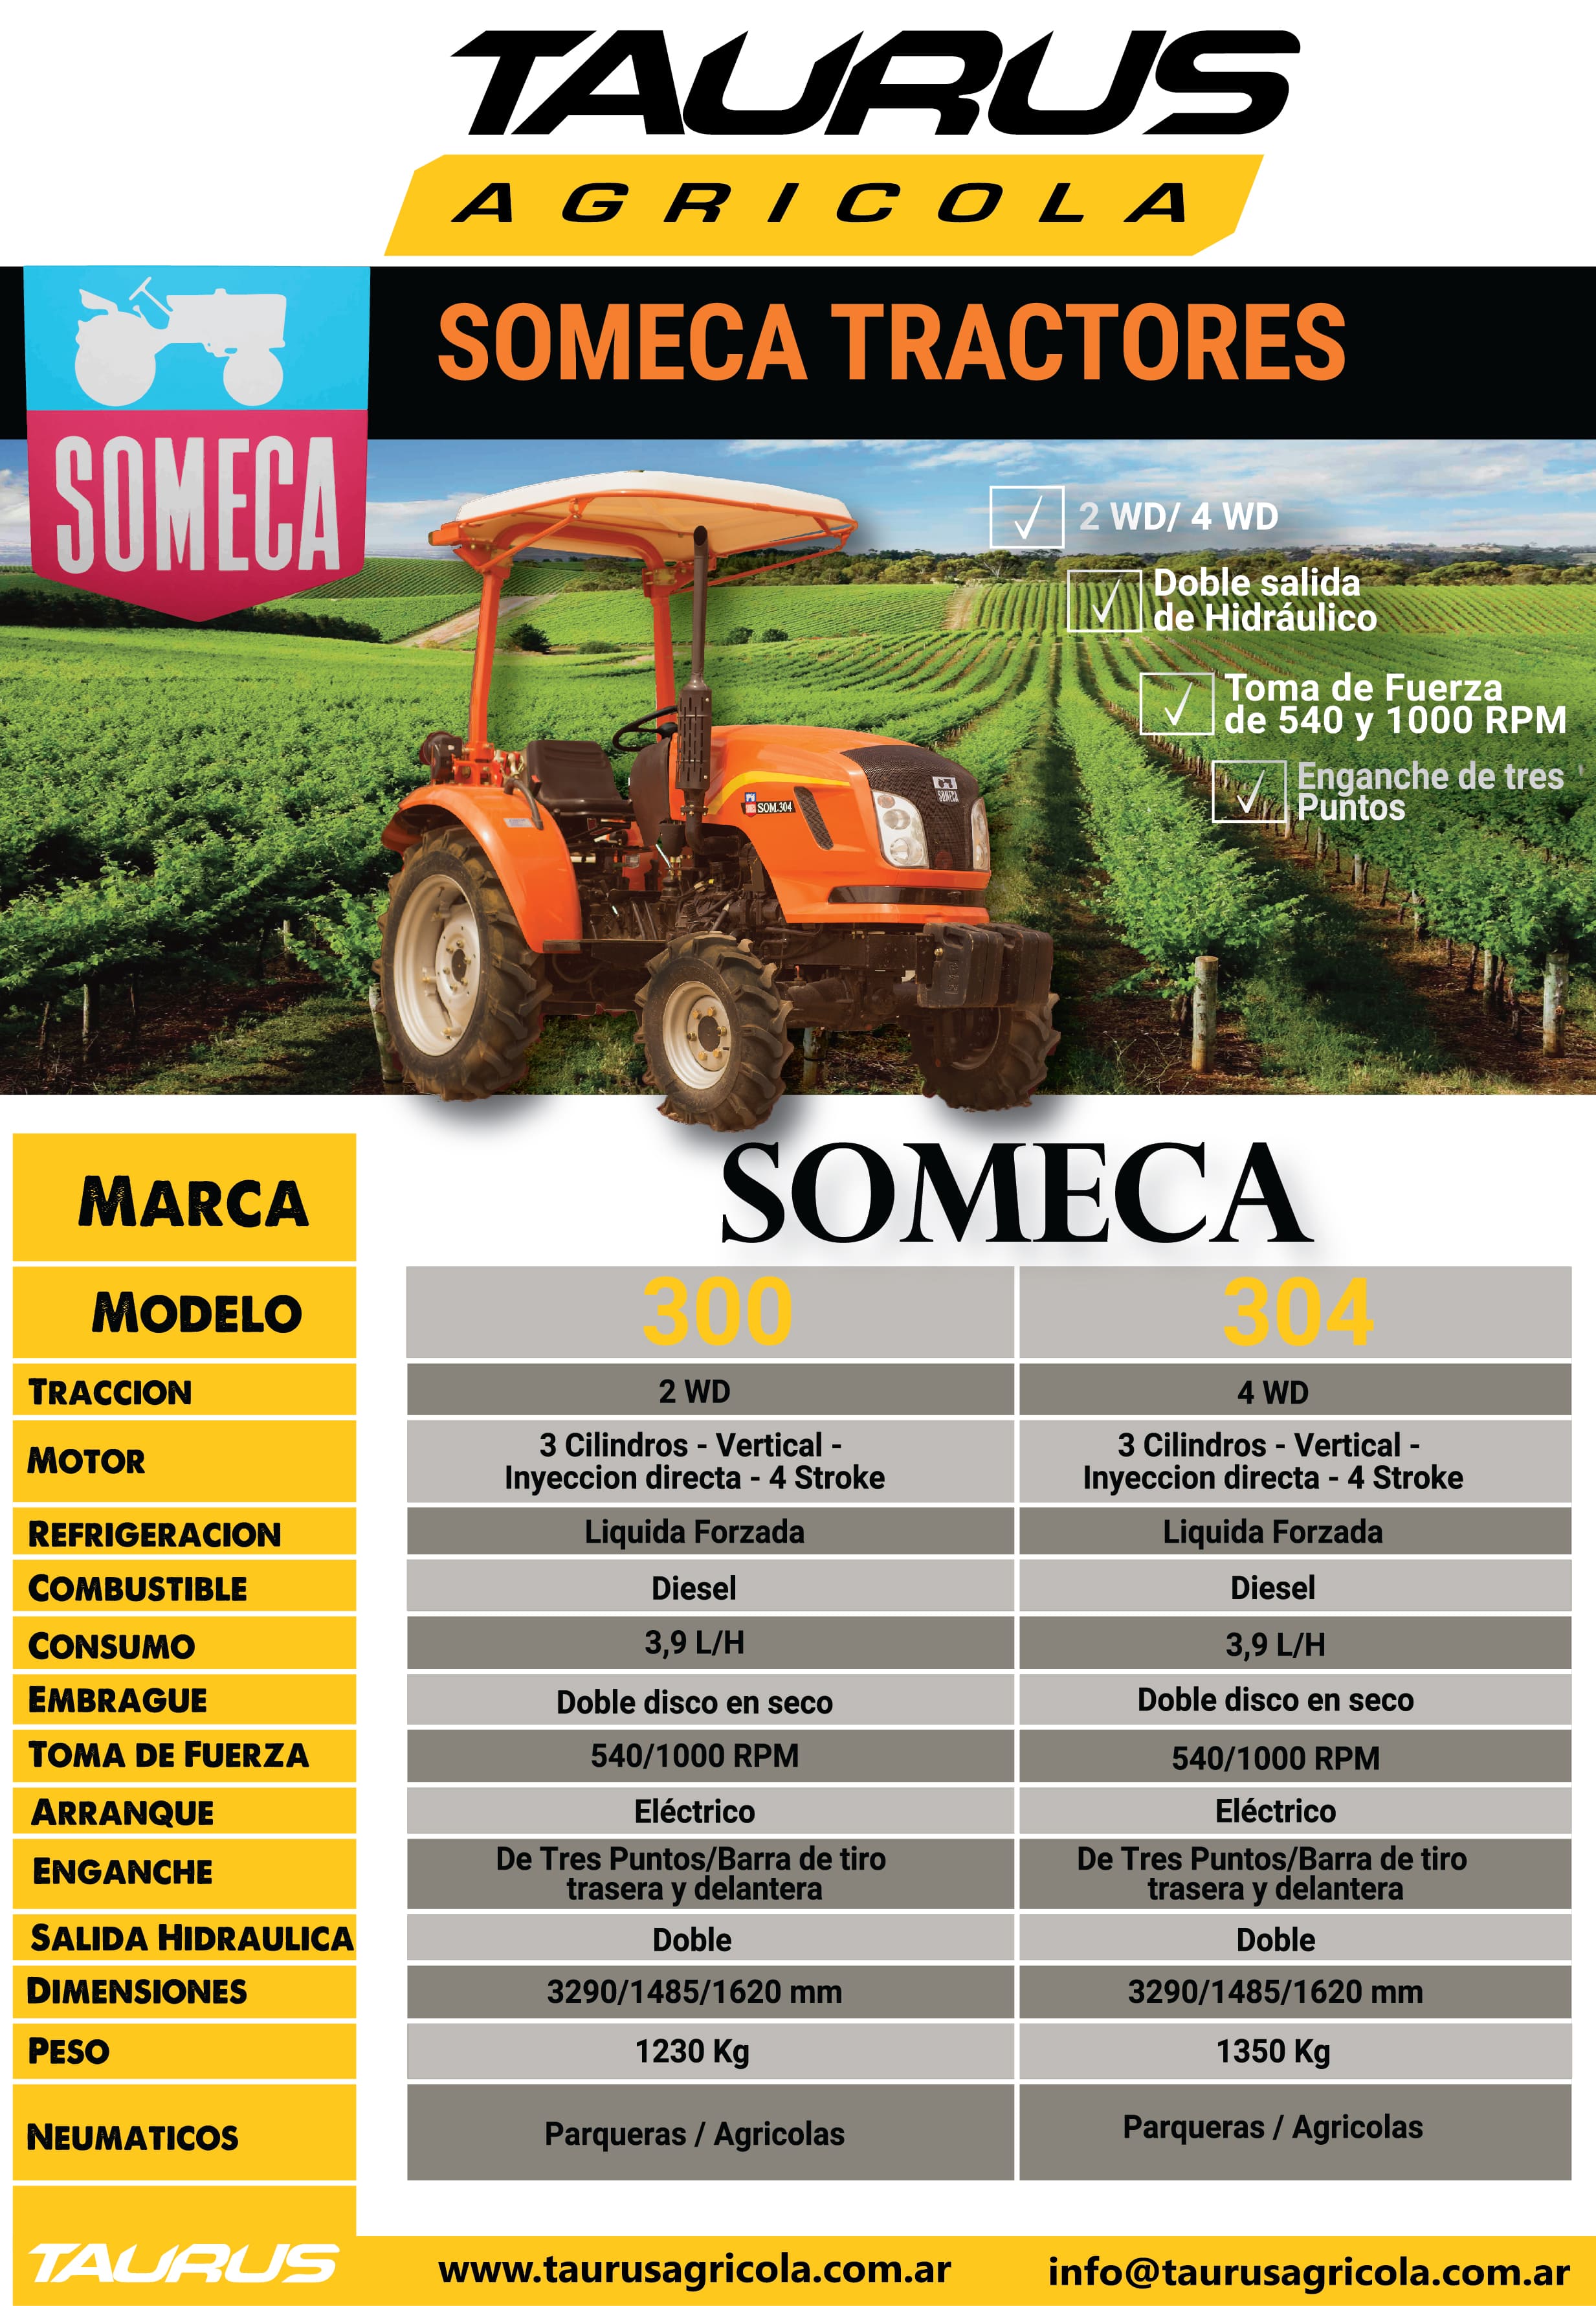 TAURUS
AGRICOLA
SOMECA TRACTORES
SOMECA
2 WD/ 4 WD
Doble salida
de Hidráulico
Toma de Fuerza
de 540 y 1000 RPM
Enganche de tres
Puntos
SOMECA
SOM.304
MARCA
SOMECA
MODELO 300 304
TRACCION 2 WD 4 WD
MOTOR
3 Cilindros - Vertical -
Inyeccion directa - 4 Stroke
3 Cilindros - Vertical -
Inyeccion directa - 4 Stroke
REFRIGERACION Liquida Forzada Liquida Forzada
COMBUSTIBLE Diesel Diesel
CONSUMO 3,9 L/H 3,9 L/H
EMBRAGUE Doble disco en seco Doble disco en seco
TOMA DE FUERZA 540/1000 RPM 540/1000 RPM
ARRANQUE Eléctrico Eléctrico
ENGANCHE
De Tres Puntos/Barra de tiro
trasera y delantera
De Tres Puntos/Barra de tiro
trasera y delantera
SALIDA HIDRAULICA Doble Doble
DIMENSIONES 3290/1485/1620 mm 3290/1485/1620 mm
PESO 1230 Kg 1350 Kg
NEUMATICOS Parqueras / Agricolas Parqueras / Agricolas
TAURUS www.taurusagricola.com.ar info@taurusagricola.com.ar